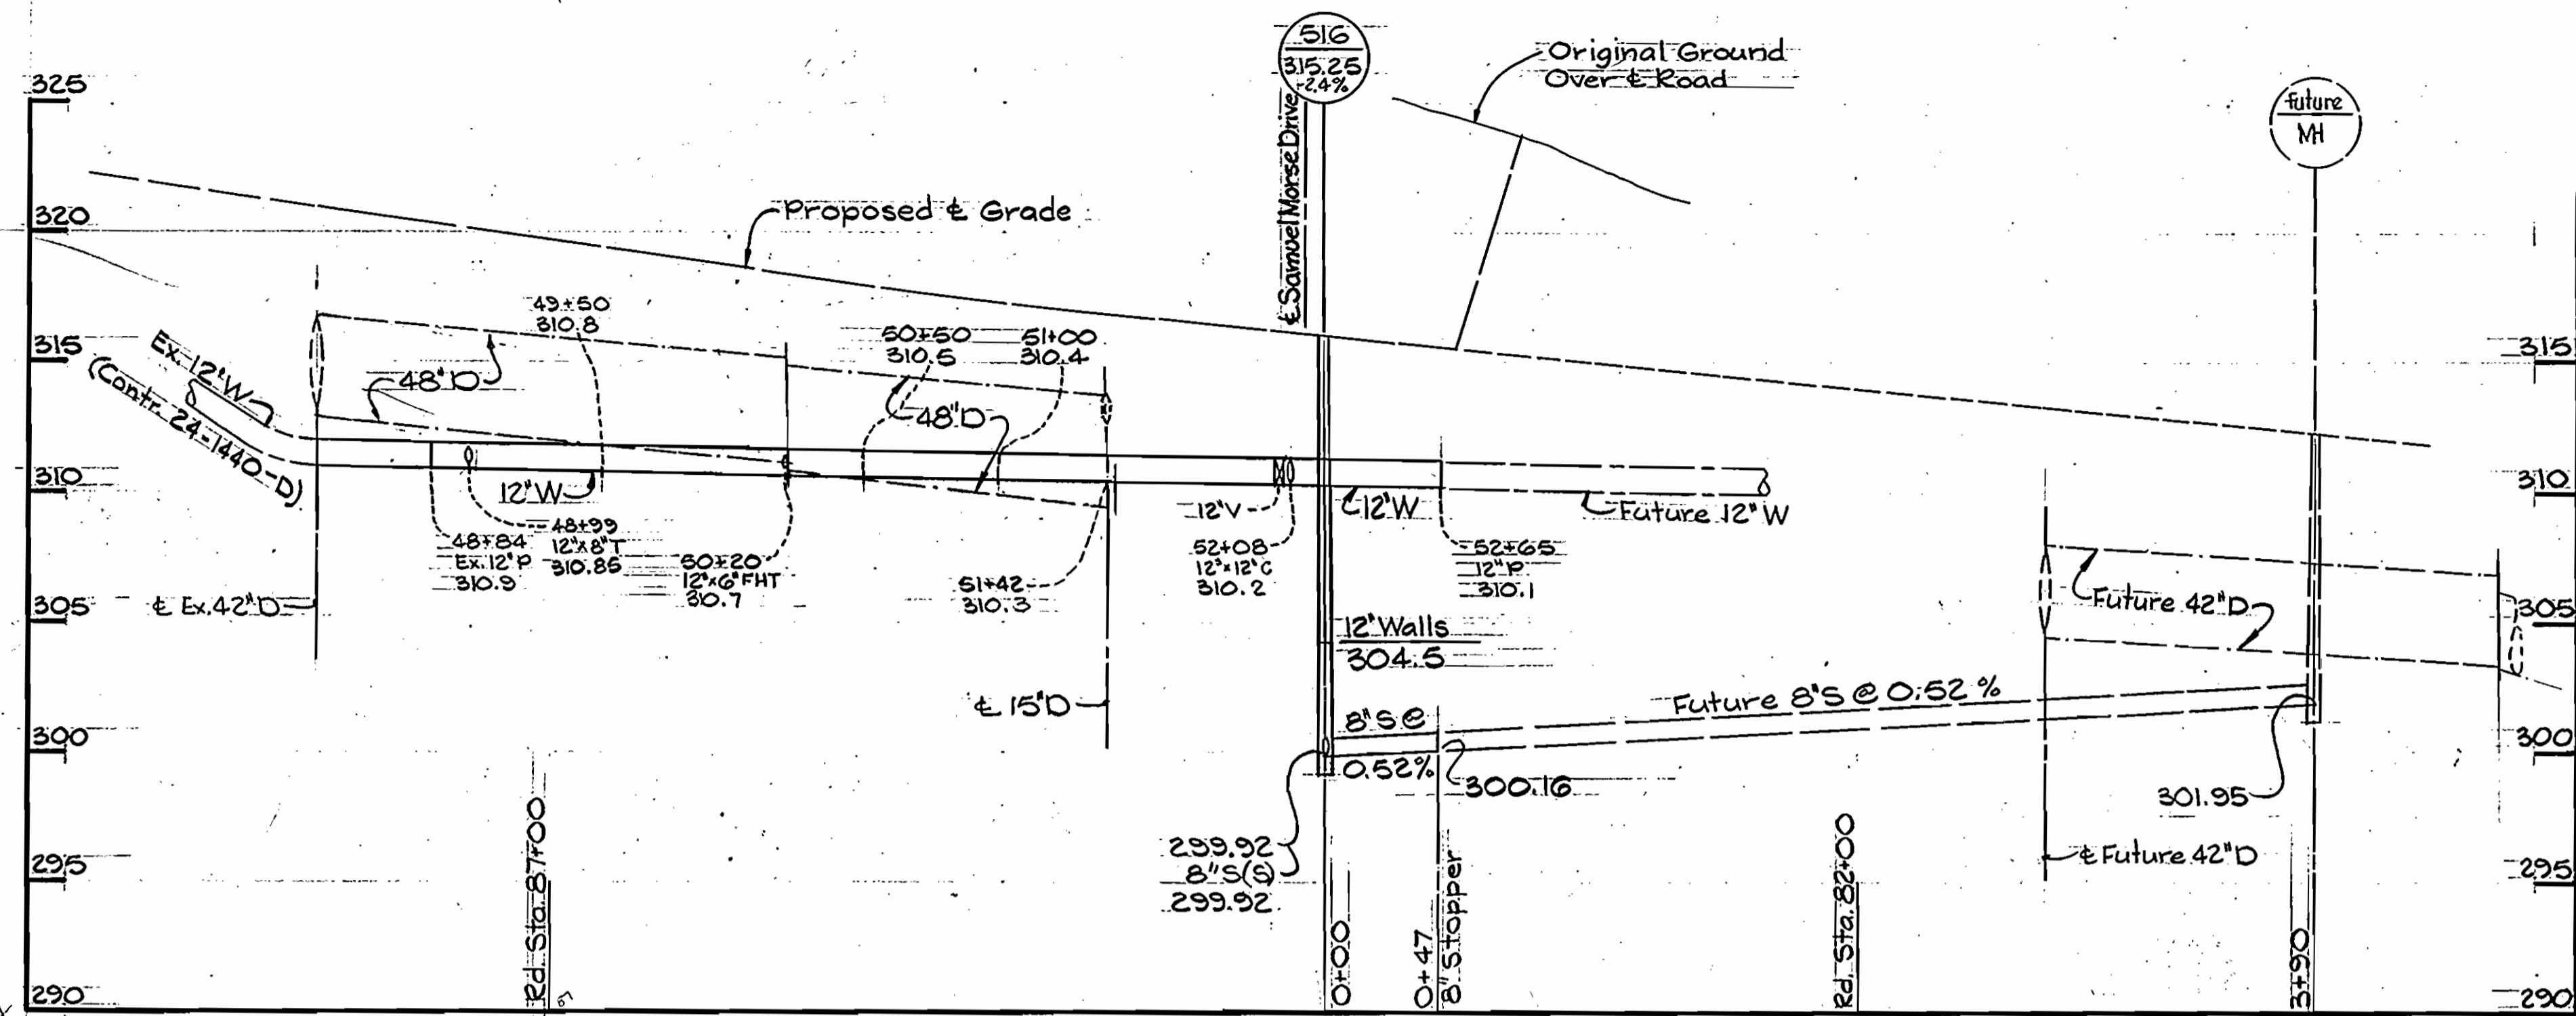 516
315.25
-2.4%
Original Ground
Over ℄ Road
future
MH
325
320
315
310
305
300
295
290
Proposed ℄ Grade
℄ Samuel Morse Drive
49+50
310.8
50+50
310.5
51+00
310.4
Ex. 12"W
(Contr. 24-1440-D)
48"D
48"D
12"W
48+84
Ex. 12"P
310.9
48+99
12"x8"T
310.85
50+20
12"x6"FHT
310.7
51+42
310.3
12"V
52+08
12"x12"C
310.2
12"W
52+65
12"P
310.1
Future 12"W
℄ Ex. 42"D
℄ 15"D
12" Walls
304.5
8"S @
0.52%
300.16
Future 8"S @ 0.52%
Future 42"D
301.95
℄ Future 42"D
299.92
8"S(S)
299.92
Rd. Sta. 87+00
0+00
0+47
8" Stopper
Rd. Sta. 82+00
3+90
315
310
305
300
295
290